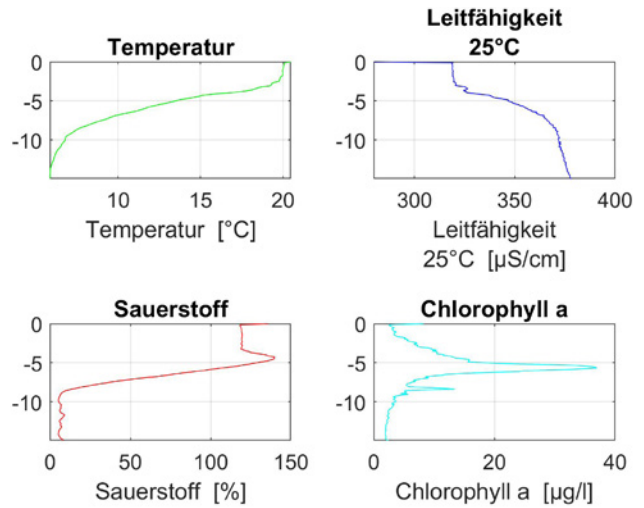 Temperatur
0
-5
-10
10
15
20
Temperatur [°C]
Leitfähigkeit
25°C
0
-5
-10
300
350
400
Leitfähigkeit
25°C [µS/cm]
Sauerstoff
0
-5
-10
0
50
100
150
Sauerstoff [%]
Chlorophyll a
0
-5
-10
0
20
40
Chlorophyll a [µg/l]